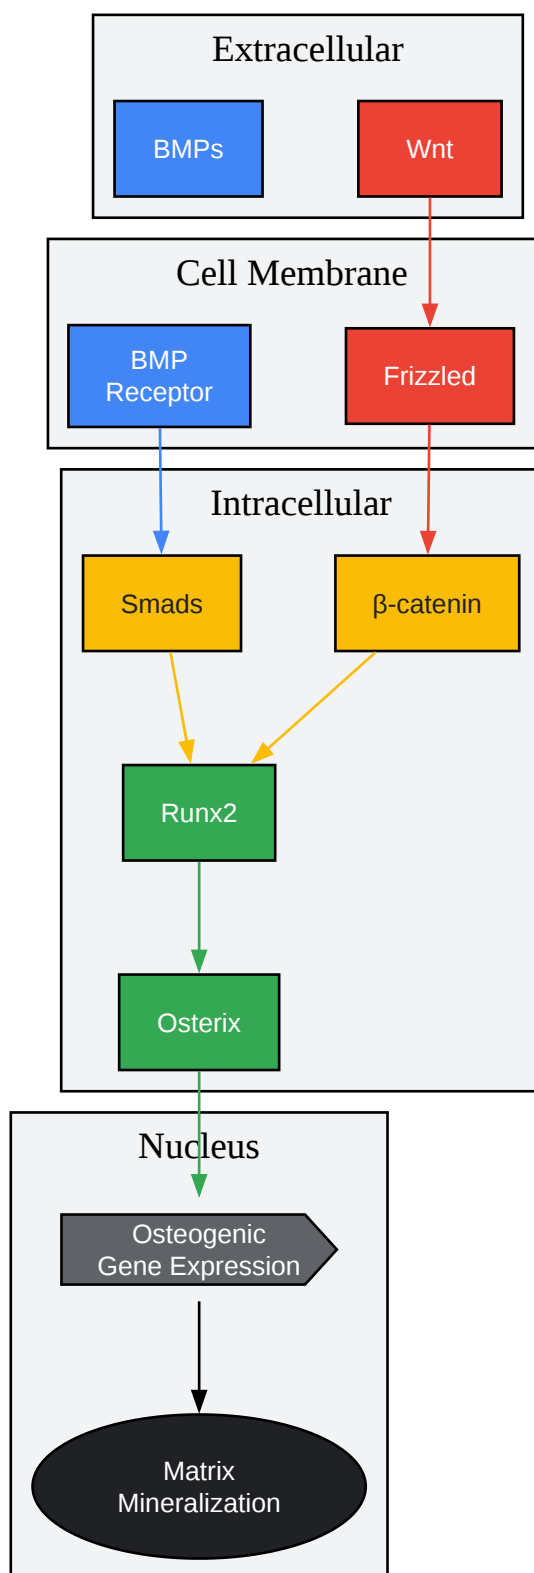 Extracellular
BMPs
Wnt
Cell Membrane
BMP
Receptor
Frizzled
Intracellular
Smads
β-catenin
Runx2
Osterix
Nucleus
Osteogenic
Gene Expression
Matrix
Mineralization